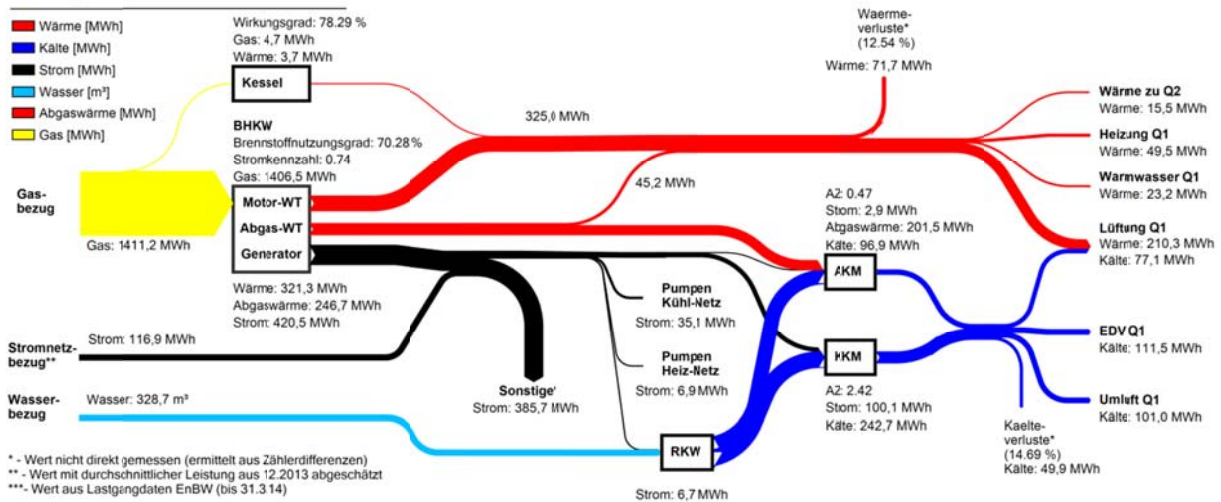 Wärme [MWh]
Kälte [MWh]
Strom [MWh]
Wasser [m³]
Abgaswärme [MWh]
Gas [MWh]
Wirkungsgrad: 78.29 %
Gas: 4,7 MWh
Wärme: 3,7 MWh
Kessel
BHKW
Brennstoffnutzungsgrad: 70.28%
Stromkennzahl: 0.74
Gas: 1406,5 MWh
Motor-WT
Abgas-WT
Generator
Wärme: 321,3 MWh
Abgaswärme: 246,7 MWh
Strom: 420,5 MWh
Gas-
bezug
Gas: 1411,2 MWh
Stromnetz-
bezug**
Strom: 116,9 MWh
Wasser-
bezug
Wasser: 328,7 m³
325,0 MWh
45,2 MWh
Waerme-
verluste*
(12.54 %)
Wärme: 71,7 MWh
Wärme zu Q2
Wärme: 15,5 MWh
Heizung Q1
Wärme: 49,5 MWh
Warmwasser Q1
Wärme: 23,2 MWh
Lüftung Q1
Wärme: 210,3 MWh
Kälte: 77,1 MWh
A2: 0.47
Stom: 2,9 MWh
Abgaswärme: 201,5 MWh
Kälte: 96,9 MWh
AKM
Pumpen
Kühl-Netz
Strom: 35,1 MWh
Pumpen
Heiz-Netz
Strom: 6,9 MWh
Sonstige'
Strom: 385,7 MWh
KKM
A2: 2.42
Stom: 100,1 MWh
Kälte: 242,7 MWh
RKW
Strom: 6,7 MWh
EDV Q1
Kälte: 111,5 MWh
Umluft Q1
Kälte: 101,0 MWh
Kaelte-
verluste*
(14.69 %)
Kälte: 49,9 MWh
* - Wert nicht direkt gemessen (ermittelt aus Zählerdifferenzen)
** - Wert mit durchschnittlicher Leistung aus 12.2013 abgeschätzt
***- Wert aus Lastgangdaten EnBW (bis 31.3 14)